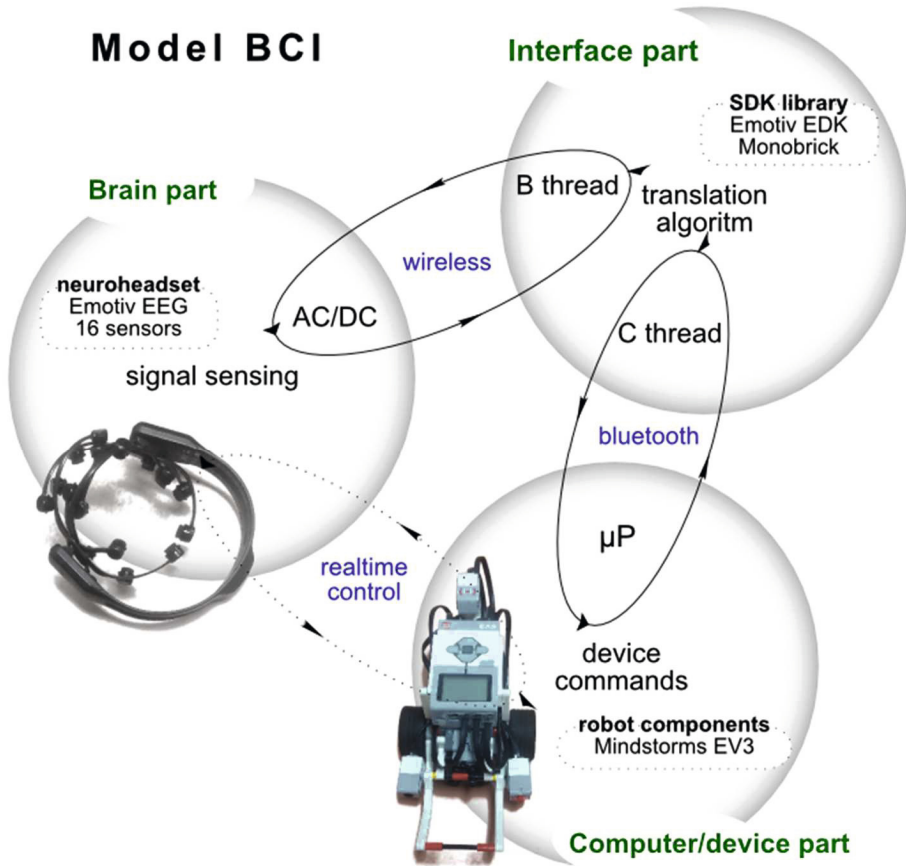 Model BCI
Interface part
SDK library
Emotiv EDK
Monobrick
Brain part
B thread
translation
algoritm
wireless
neuroheadset
Emotiv EEG
16 sensors
AC/DC
signal sensing
C thread
bluetooth
µP
realtime
control
device
commands
robot components
Mindstorms EV3
Computer/device part